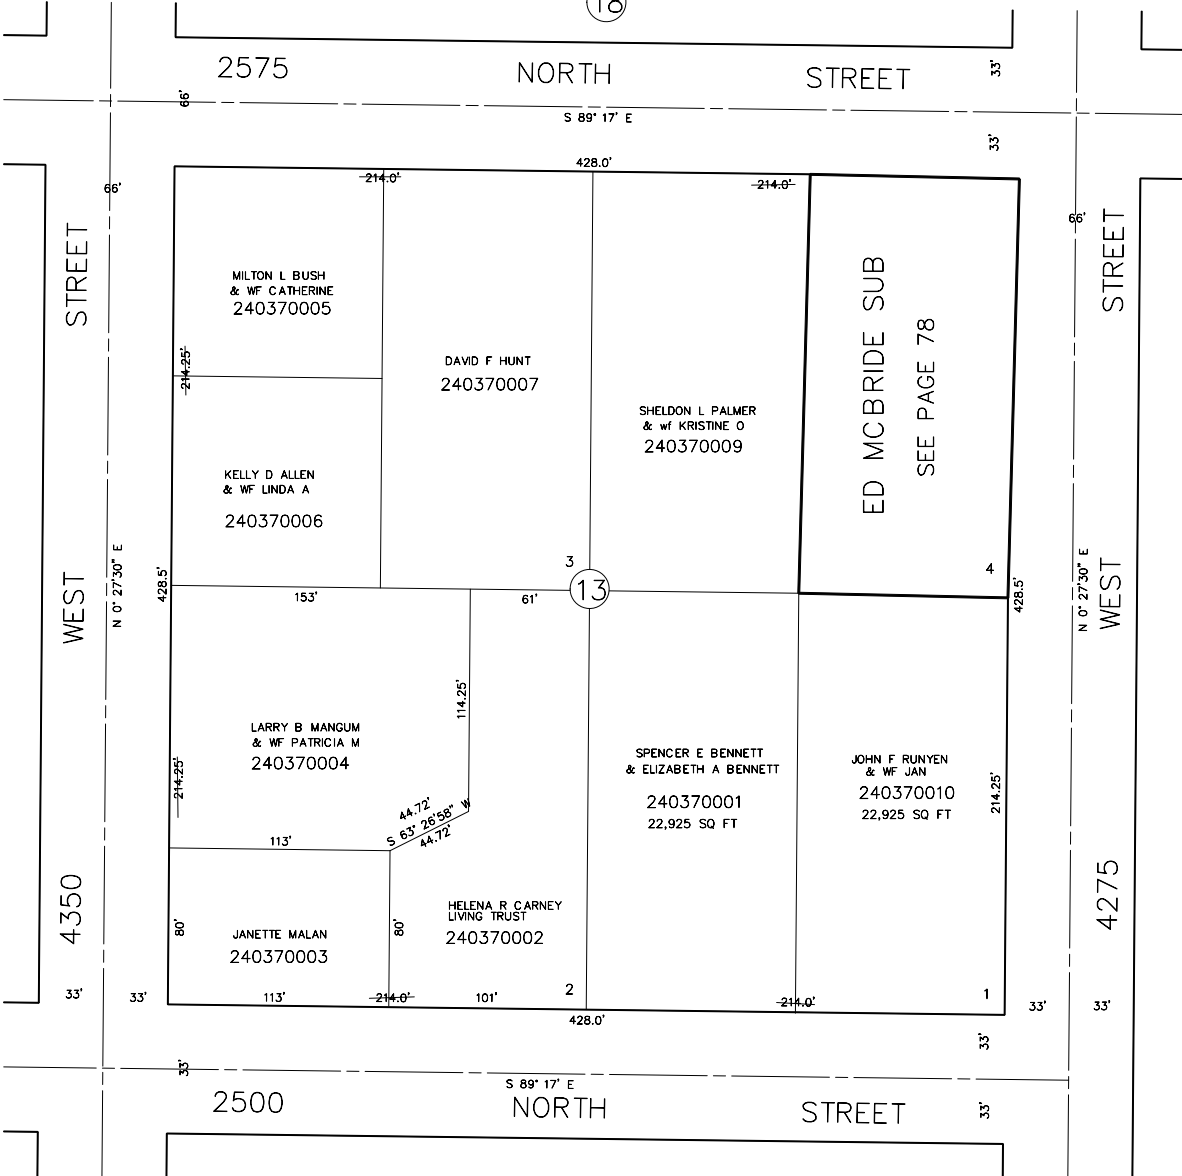 18
2575 NORTH STREET
33'
66'
S 89° 17' E
33'
428.0'
66'
214.0'
214.0'
66'
STREET
STREET
MILTON L BUSH
& WF CATHERINE
240370005
ED MCBRIDE SUB
SEE PAGE 78
214.25'
DAVID F HUNT
240370007
SHELDON L PALMER
& wf KRISTINE O
240370009
KELLY D ALLEN
& WF LINDA A
240370006
3
4
WEST
N 0° 27'30" E
428.5'
13
428.5'
N 0° 27'30" E
WEST
153'
61'
114.25'
LARRY B MANGUM
& WF PATRICIA M
240370004
SPENCER E BENNETT
& ELIZABETH A BENNETT
240370001
22,925 SQ FT
JOHN F RUNYEN
& WF JAN
240370010
22,925 SQ FT
214.25'
214.25'
44.72'
S 63° 26'58" W
44.72'
113'
4350
4275
80'
80'
HELENA R CARNEY
LIVING TRUST
240370002
JANETTE MALAN
240370003
33'
33'
113'
214.0'
101'
2
214.0'
1
33'
33'
428.0'
33'
33'
S 89° 17' E
2500 NORTH STREET
33'